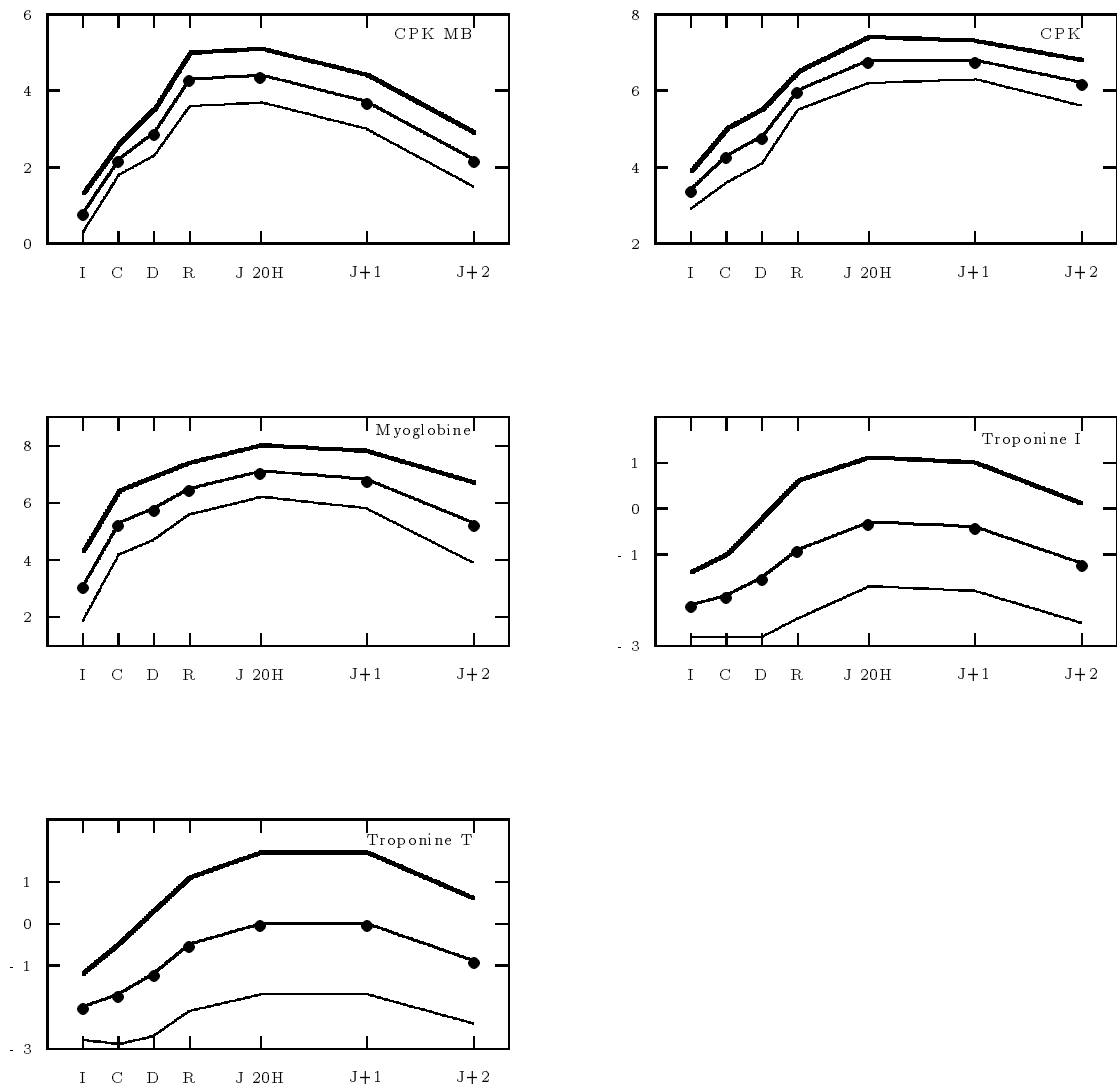 6
CPK MB
4
2
0
I C D R J 20H J+1 J+2
8
CPK
6
4
2
I C D R J 20H J+1 J+2
Myoglobine
8
6
4
2
I C D R J 20H J+1 J+2
Troponine I
1
0
- 1
- 3
I C D R J 20H J+1 J+2
Troponine T
1
0
- 1
- 3
I C D R J 20H J+1 J+2